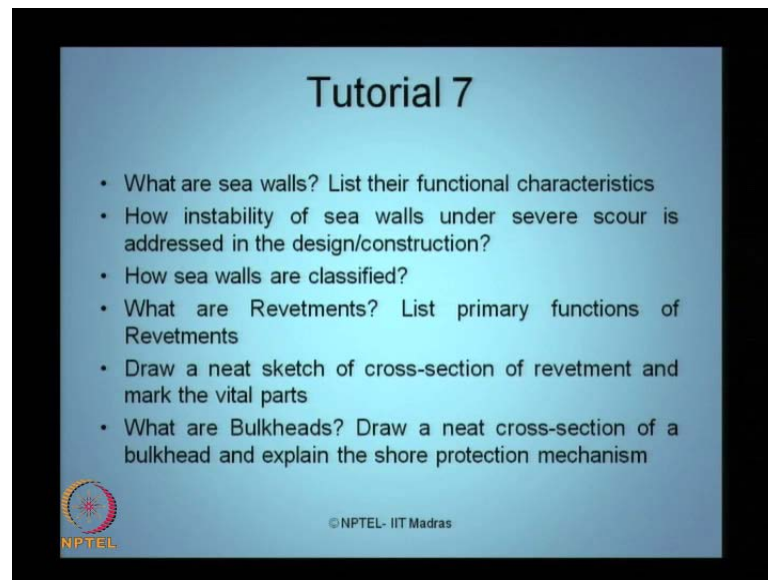 Tutorial 7
• What are sea walls? List their functional characteristics
• How instability of sea walls under severe scour is
addressed in the design/construction?
• How sea walls are classified?
• What are Revetments? List primary functions of
Revetments
• Draw a neat sketch of cross-section of revetment and
mark the vital parts
• What are Bulkheads? Draw a neat cross-section of a
bulkhead and explain the shore protection mechanism
NPTEL
©NPTEL- IIT Madras